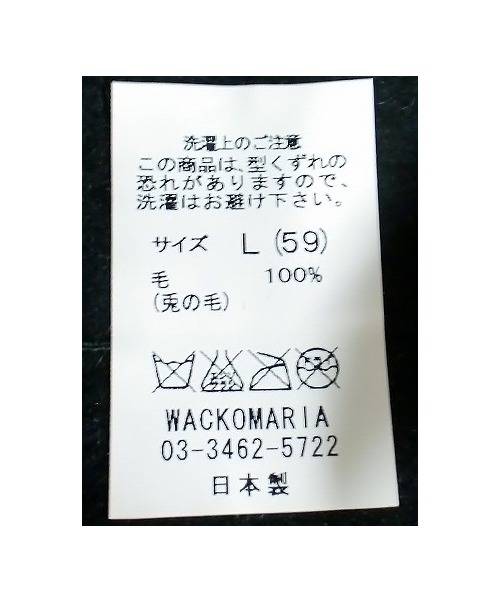 洗濯上のご注意
この商品は、型くずれの
恐れがありますので、
洗濯はお避け下さい。
サイズ L (59)
毛 100%
(兎の毛)
WACKOMARIA
03-3462-5722
日本製